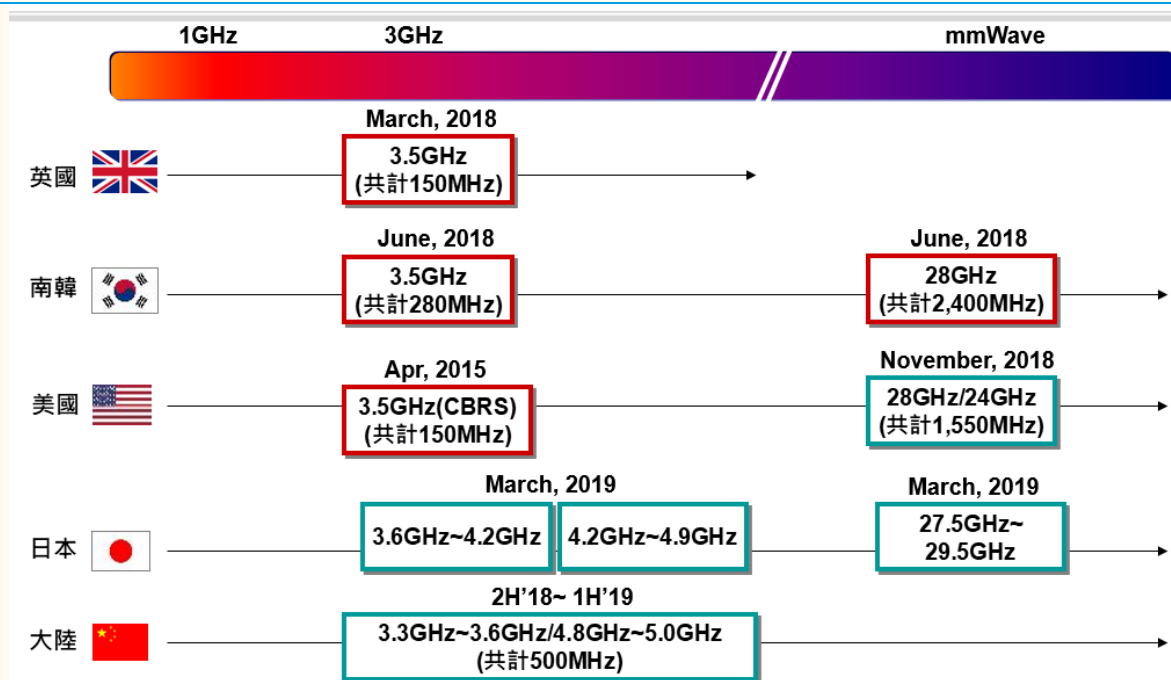 1GHz 3GHz mmWave
March, 2018
英國
3.5GHz
(共計150MHz)
June, 2018 June, 2018
南韓
3.5GHz
(共計280MHz)
28GHz
(共計2,400MHz)
Apr, 2015 November, 2018
美國
3.5GHz(CBRS)
(共計150MHz)
28GHz/24GHz
(共計1,550MHz)
March, 2019 March, 2019
日本
3.6GHz~4.2GHz
4.2GHz~4.9GHz
27.5GHz~
29.5GHz
2H'18~ 1H'19
大陸
3.3GHz~3.6GHz/4.8GHz~5.0GHz
(共計500MHz)